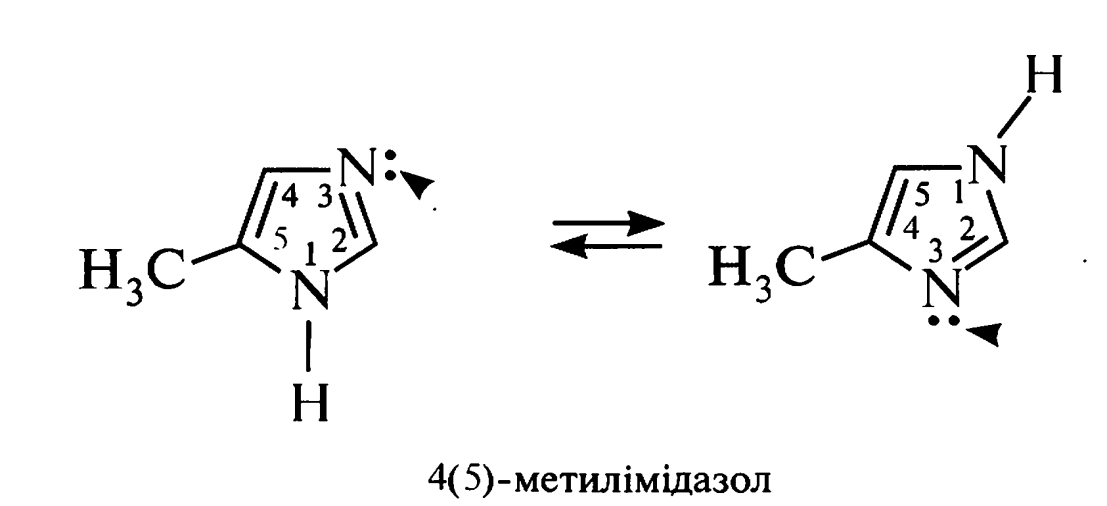 H
N: N
4 3 5 1
5 1 2 4 3 2
H₃C N H₃C N
H
4(5)-метилімідазол